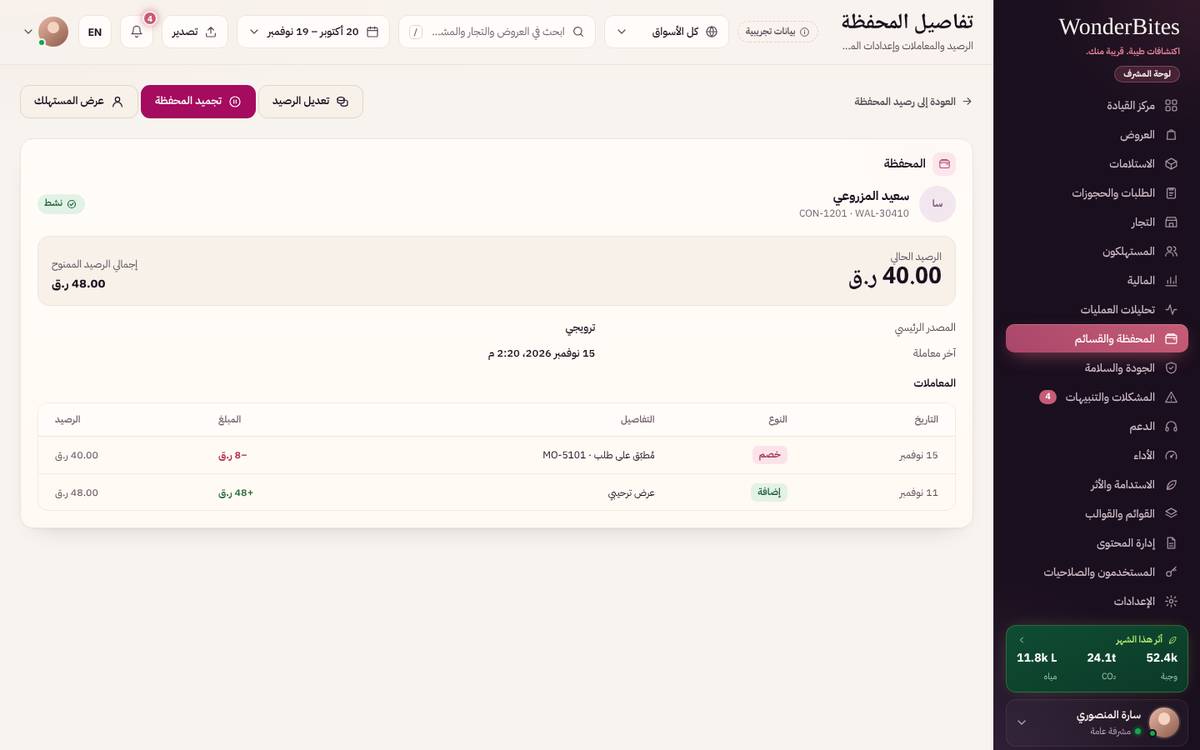 WonderBites
اكتشافات طيبة. قريبة منك.
لوحة المشرف
مركز القيادة
العروض
الاستلامات
الطلبات والحجوزات
التجار
المستهلكون
المالية
تحليلات العمليات
المحفظة والقسائم
الجودة والسلامة
المشكلات والتنبيهات 4
الدعم
الأداء
الاستدامة والأثر
القوائم والقوالب
إدارة المحتوى
المستخدمون والصلاحيات
الإعدادات
أثر هذا الشهر
52.4k 24.1t 11.8k L
وجبة CO₂ مياه
سارة المنصوري
مشرفة عامة
تفاصيل المحفظة
الرصيد والمعاملات وإعدادات الم...
بيانات تجريبية
كل الأسواق
ابحث في العروض والتجار والمش... /
20 أكتوبر – 19 نوفمبر
تصدير
4
EN
العودة إلى رصيد المحفظة
تعديل الرصيد
تجميد المحفظة
عرض المستهلك
المحفظة
سا
سعيد المزروعي
CON-1201 · WAL-30410
نشط
الرصيد الحالي
40.00 ر.ق
إجمالي الرصيد الممنوح
48.00 ر.ق
المصدر الرئيسي ترويجي
آخر معاملة 15 نوفمبر 2026، 2:20 م
المعاملات
التاريخ النوع التفاصيل المبلغ الرصيد
15 نوفمبر خصم مُطبّق على طلب · MO-5101 −8 ر.ق 40.00 ر.ق
11 نوفمبر إضافة عرض ترحيبي +48 ر.ق 48.00 ر.ق